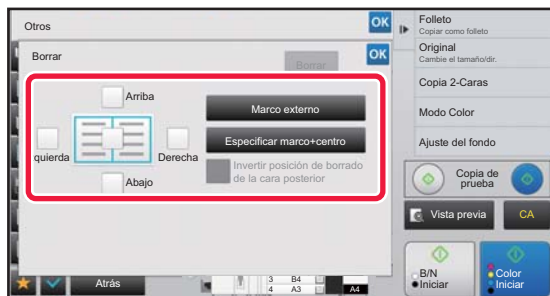 Otros
OK
Borrar
Borrar
OK
Arriba
quierda
Derecha
Abajo
Marco externo
Especificar marco+centro
Invertir posición de borrado
de la cara posterior
Atrás
3 B4
4 A3
A4
Folleto
Copiar como folleto
Original
Cambie el tamaño/dir.
Copia 2-Caras
Modo Color
Ajuste del fondo
Copia de
prueba
Vista previa
CA
B/N
Iniciar
Color
Iniciar